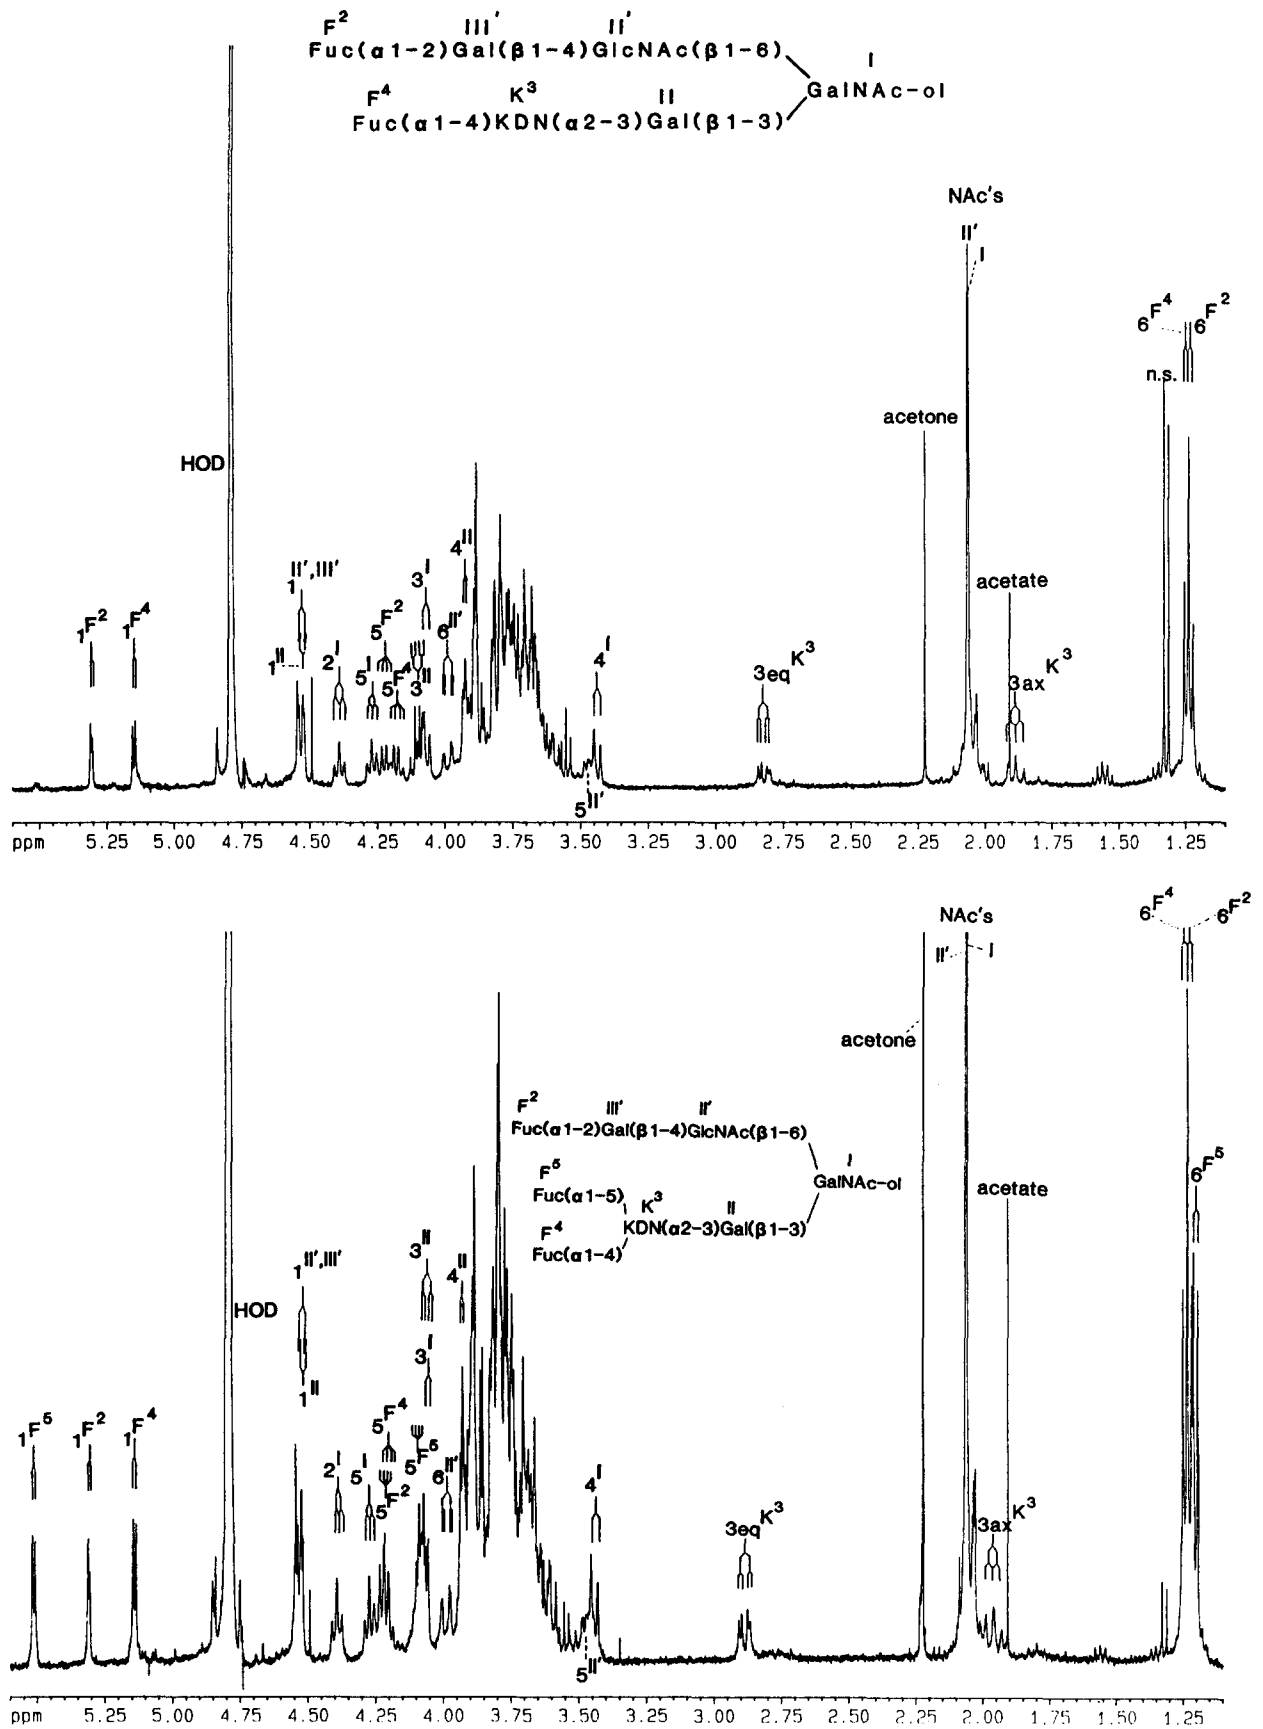 F² III' II'
Fuc(α1-2)Gal(β1-4)GlcNAc(β1-6)
I
GalNAc-ol
F⁴ K³ II
Fuc(α1-4)KDN(α2-3)Gal(β1-3)
NAc's
II'
I
6F⁴ 6F²
n.s.
acetone
HOD
4II
acetate
II',III'
1
3I
1F² 1F⁴
5F² 6II'
1II 2I 5I 5F⁴ 3II
4I
3eqK³
3axK³
5II'
ppm 5.25 5.00 4.75 4.50 4.25 4.00 3.75 3.50 3.25 3.00 2.75 2.50 2.25 2.00 1.75 1.50 1.25
6F⁴ 6F²
NAc's
II' I
acetone
F² III' II'
Fuc(α1-2)Gal(β1-4)GlcNAc(β1-6)
I
GalNAc-ol
F⁵
Fuc(α1-5)
K³ II
KDN(α2-3)Gal(β1-3)
F⁴
Fuc(α1-4)
6F⁵
acetate
3II
1II',III'
4II
HOD
3I
1II
1F⁵ 1F² 1F⁴
5F⁴
2I 5I 5F⁵ 6II'
5F²
4I
3eqK³
3axK³
5II'
ppm 5.25 5.00 4.75 4.50 4.25 4.00 3.75 3.50 3.25 3.00 2.75 2.50 2.25 2.00 1.75 1.50 1.25